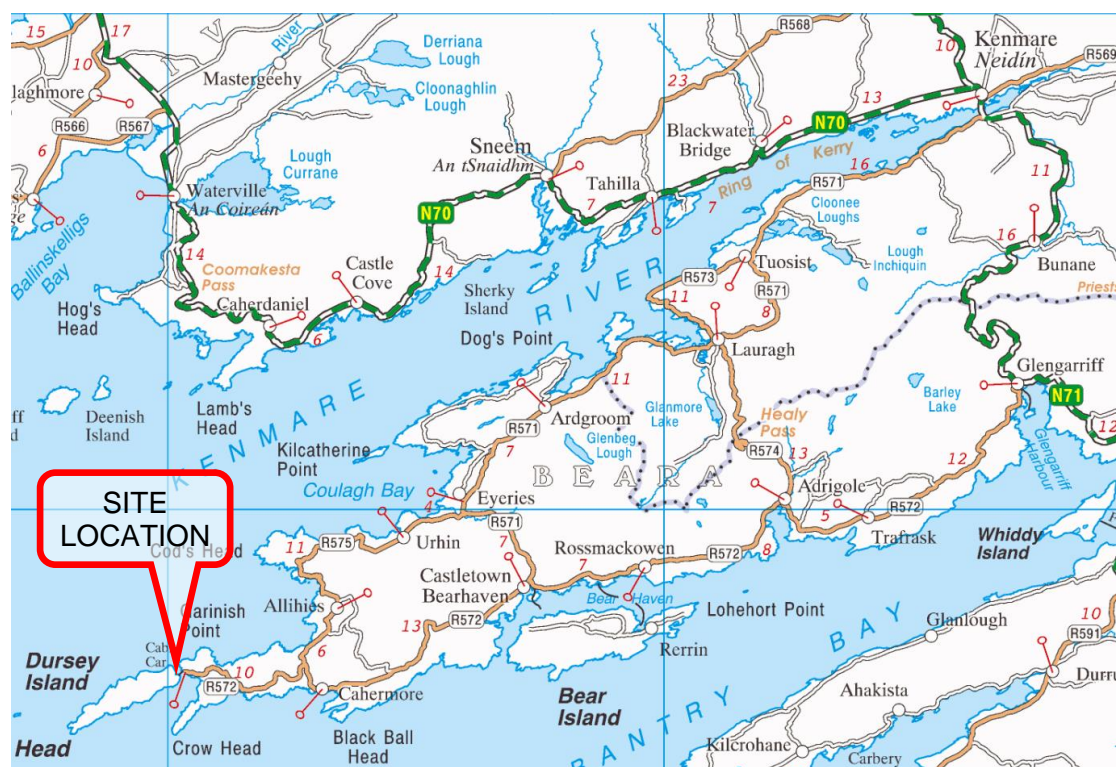 15
17
10
laghmore
R566
R567
6
Ballinskelligs
Bay
River
Mastergeehy
V
Derriana
Lough
Cloonaghlin
Lough
Lough
Currane
Waterville
An Coireán
14
Coomakesta
Pass
Hog's
Head
Caherdaniel
6
Castle
Cove
14
N70
Sneem
An tSnaidhm
7
Tahilla
R568
23
Blackwater
Bridge
N70
13
10
Kenmare
Neidín
R569
Ring of Kerry
7
16
R571
11
16
Bunane
Priests
Cloonee
Loughs
Lough
Inchiquin
Tuosist
R573
R571
11
8
Lauragh
Sherky
Island
Dog's Point
KENMARE RIVER
Deenish
Island
Lamb's
Head
Kilcatherine
Point
11
Ardgroom
R571
7
Glenbeg
Lough
Glanmore
Lake
Healy
Pass
R574
13
Barley
Lake
Glengarriff
N71
12
Glengarriff
Harbour
12
BEARA
Adrigole
5
R572
Trafrask
Whiddy
Island
Coulagh Bay
4
Eyeries
SITE
LOCATION
Cod's Head
11
R575
Urhin
R571
7
Rossmackowen
7
R572
8
Castletown
Bearhaven
Bear Haven
Lohehort Point
Rerrin
Allihies
Garinish
Point
Cab
Car
13
R572
6
10
R572
Cahermore
Dursey
Island
Head
Crow Head
Black Ball
Head
Bear
Island
ANTRY BAY
Glanlough
10
R591
Durru
Ahakista
Kilcrohane
Carbery